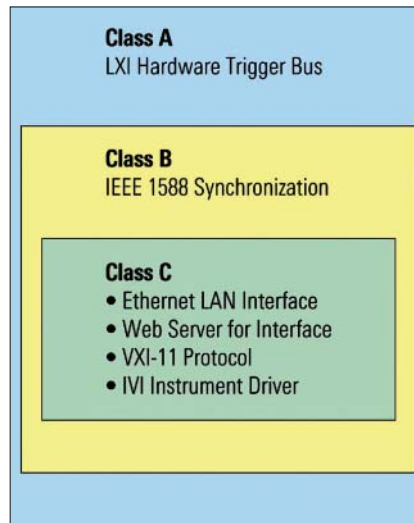 Class A
LXI Hardware Trigger Bus
Class B
IEEE 1588 Synchronization
Class C
• Ethernet LAN Interface
• Web Server for Interface
• VXI-11 Protocol
• IVI Instrument Driver